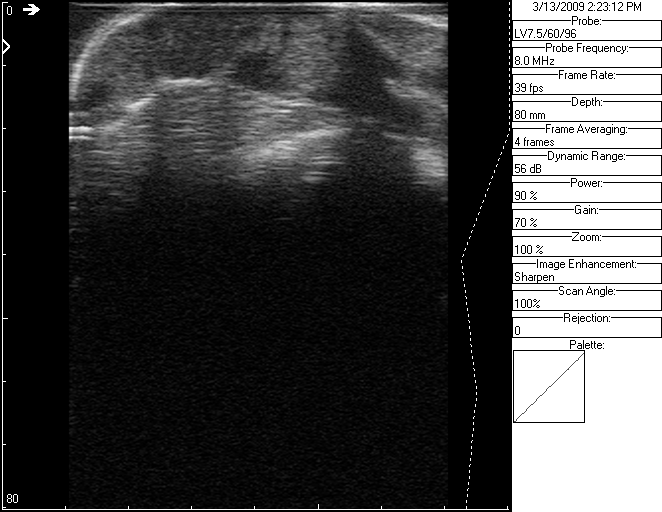 0
80
3/13/2009 2:23:12 PM
Probe:
LV7.5/60/96
Probe Frequency:
8.0 MHz
Frame Rate:
39 fps
Depth:
80 mm
Frame Averaging:
4 frames
Dynamic Range:
56 dB
Power:
90 %
Gain:
70 %
Zoom:
100 %
Image Enhancement:
Sharpen
Scan Angle:
100%
Rejection:
0
Palette: